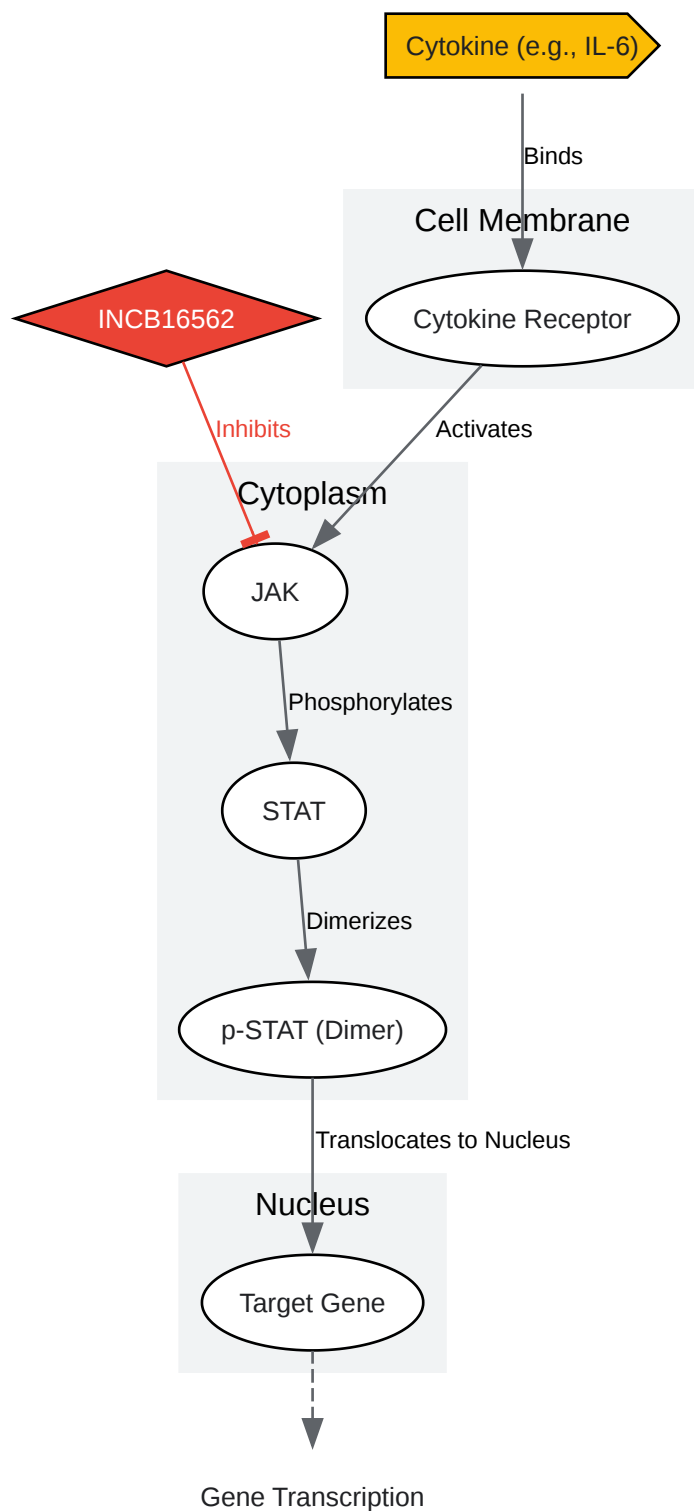 Cytokine (e.g., IL-6)
Binds
Cell Membrane
INCB16562
Cytokine Receptor
Inhibits
Activates
Cytoplasm
JAK
Phosphorylates
STAT
Dimerizes
p-STAT (Dimer)
Translocates to Nucleus
Nucleus
Target Gene
Gene Transcription